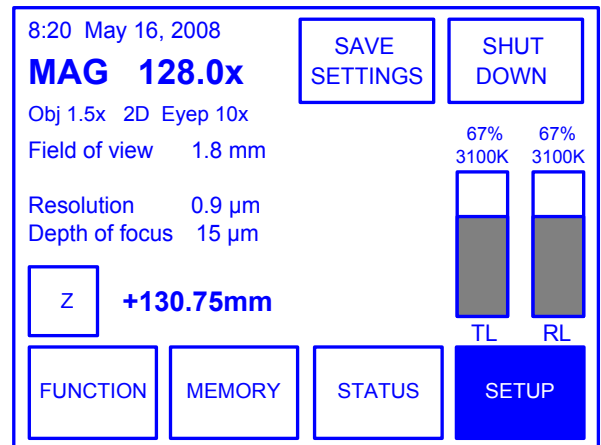 8:20 May 16, 2008
SAVE
SETTINGS
SHUT
DOWN
MAG 128.0x
Obj 1.5x 2D Eyep 10x
Field of view 1.8 mm
67% 67%
3100K 3100K
Resolution 0.9 µm
Depth of focus 15 µm
Z +130.75mm
TL RL
FUNCTION MEMORY STATUS SETUP